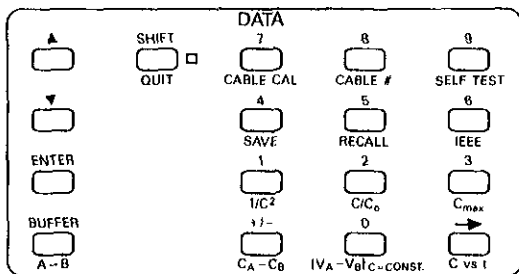 DATA
▲ SHIFT 7 8 9
QUIT CABLE CAL CABLE # SELF TEST
▼ 4 5 6
SAVE RECALL IEEE
ENTER 1 2 3
1/C² C/C₀ Cmax
BUFFER +/- 0 →
A→B CA-CB [VA-VB]C=CONST. C vs t